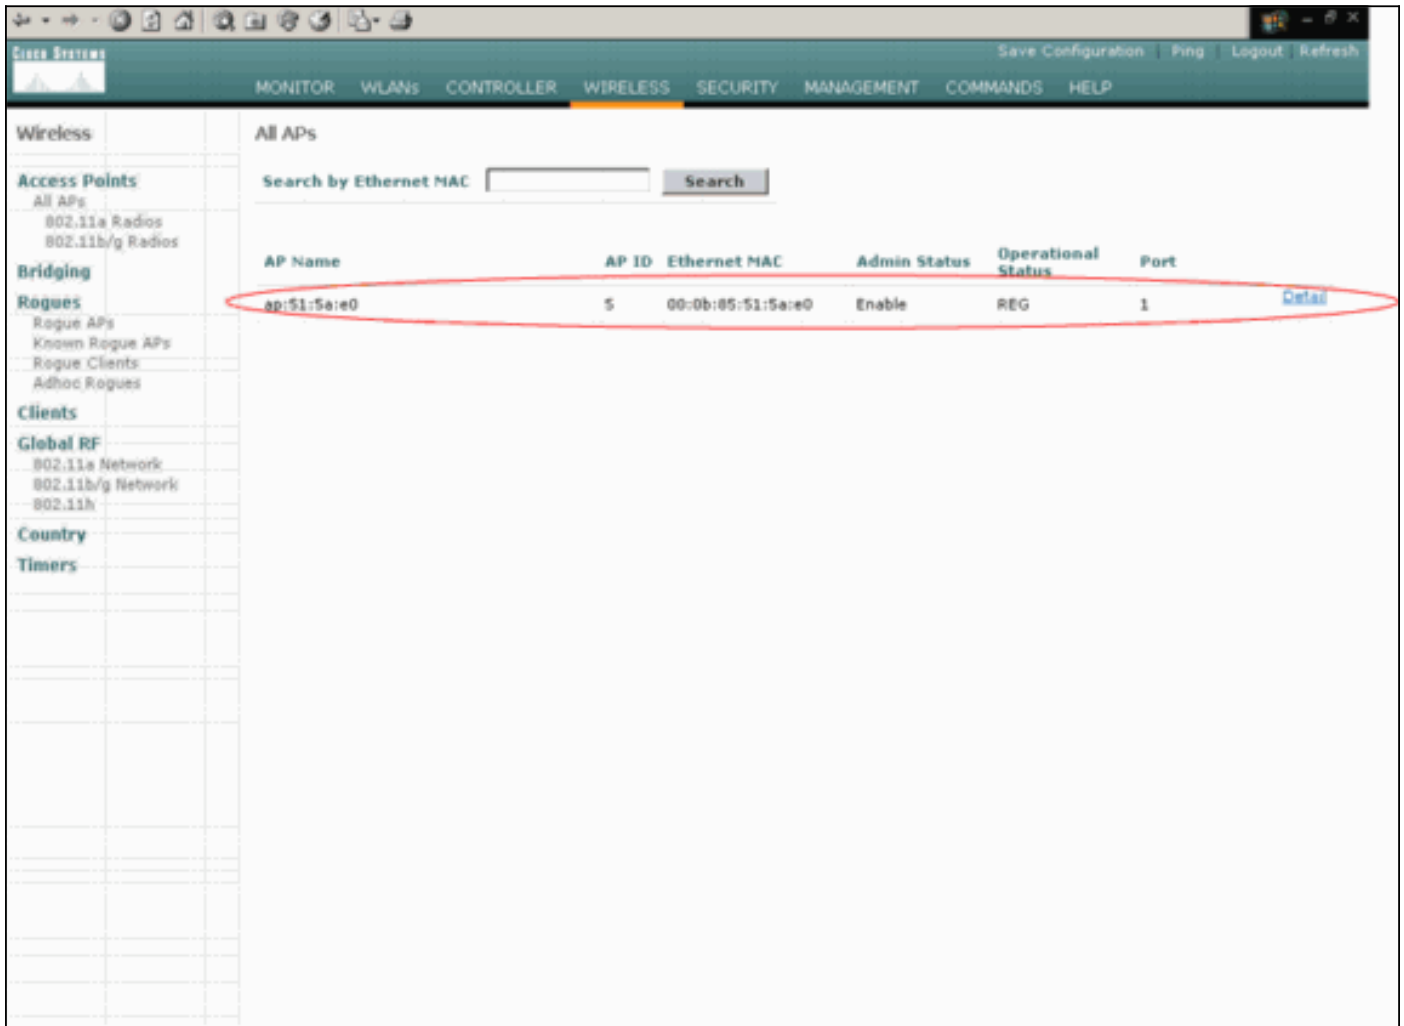 CISCO SYSTEMS
Save Configuration | Ping | Logout | Refresh
MONITOR WLANs CONTROLLER WIRELESS SECURITY MANAGEMENT COMMANDS HELP
Wireless
Access Points
All APs
802.11a Radios
802.11b/g Radios
Bridging
Rogues
Rogue APs
Known Rogue APs
Rogue Clients
Adhoc Rogues
Clients
Global RF
802.11a Network
802.11b/g Network
802.11h
Country
Timers
All APs
Search by Ethernet MAC Search
AP Name AP ID Ethernet MAC Admin Status Operational Status Port
ap:51:5a:e0 5 00:0b:85:51:5a:e0 Enable REG 1 Detail